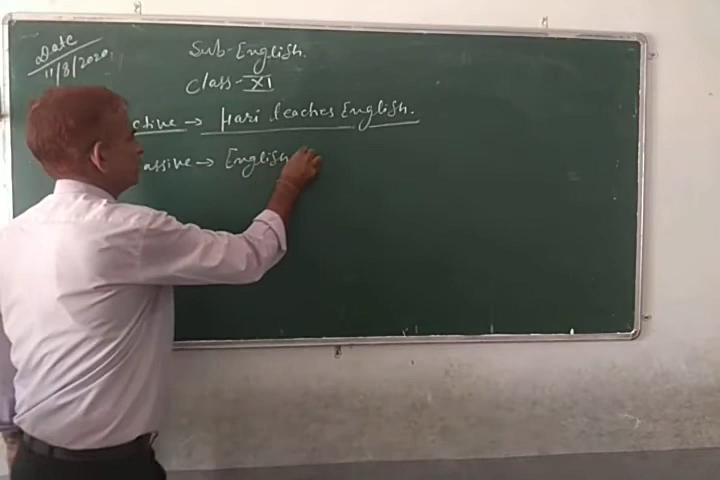 Date
11/8/2020,
Sub-English.
Class-XI
ctive → Hari teaches English.
assive → English